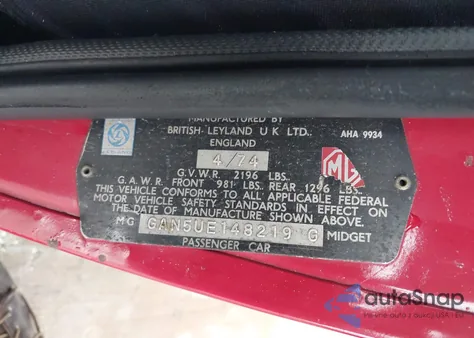 MANUFACTURED BY
BRITISH LEYLAND U K LTD.,
AHA 9934
ENGLAND
4/74
G.V.W.R. 2196 LBS.
MG
G.A.W.R. FRONT 981 LBS. REAR 1296 LBS
THIS VEHICLE CONFORMS TO ALL APPLICABLE FEDERAL
MOTOR VEHICLE SAFETY STANDARDS IN EFFECT ON
THE DATE OF MANUFACTURE SHOWN ABOVE.
M·G GAN5UE148219 G MIDGET
PASSENGER CAR
autoSnap